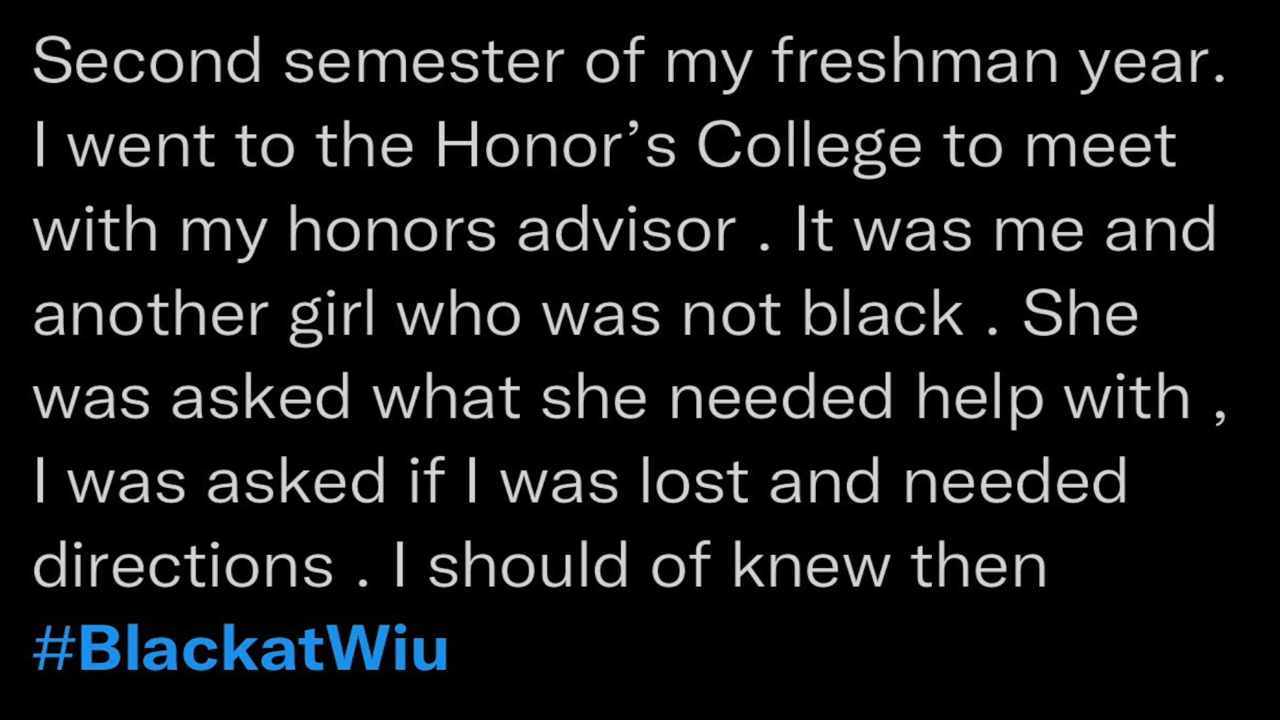 Second semester of my freshman year.
I went to the Honor’s College to meet
with my honors advisor . It was me and
another girl who was not black . She
was asked what she needed help with ,
I was asked if I was lost and needed
directions . I should of knew then
#BlackatWiu